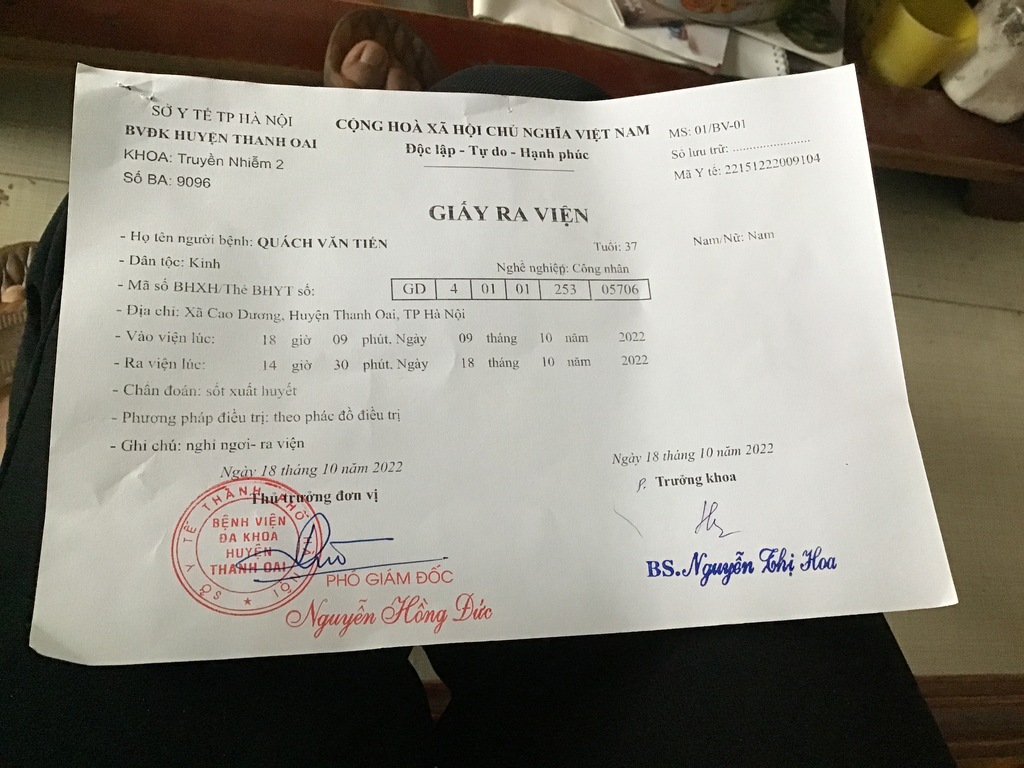 SỞ Y TẾ TP HÀ NỘI
BVĐK HUYỆN THANH OAI
KHOA: Truyền Nhiễm 2
Số BA: 9096
CỘNG HOÀ XÃ HỘI CHỦ NGHĨA VIỆT NAM
Độc lập - Tự do - Hạnh phúc
MS: 01/BV-01
Số lưu trữ: ........................
Mã Y tế: 22151222009104
GIẤY RA VIỆN
- Họ tên người bệnh: QUÁCH VĂN TIẾN Tuổi: 37 Nam/Nữ: Nam
- Dân tộc: Kinh Nghề nghiệp: Công nhân
- Mã số BHXH/Thẻ BHYT số: GD 4 01 01 253 05706
- Địa chỉ: Xã Cao Dương, Huyện Thanh Oai, TP Hà Nội
- Vào viện lúc: 18 giờ 09 phút. Ngày 09 tháng 10 năm 2022
- Ra viện lúc: 14 giờ 30 phút. Ngày 18 tháng 10 năm 2022
- Chẩn đoán: sốt xuất huyết
- Phương pháp điều trị: theo phác đồ điều trị
- Ghi chú: nghỉ ngơi- ra viện
Ngày 18 tháng 10 năm 2022
Thủ trưởng đơn vị
SỞ Y TẾ THÀNH PHỐ HÀ NỘI
BỆNH VIỆN
ĐA KHOA
HUYỆN
THANH OAI
PHÓ GIÁM ĐỐC
Nguyễn Hồng Đức
Ngày 18 tháng 10 năm 2022
P. Trưởng khoa
BS. Nguyễn Thị Hoa